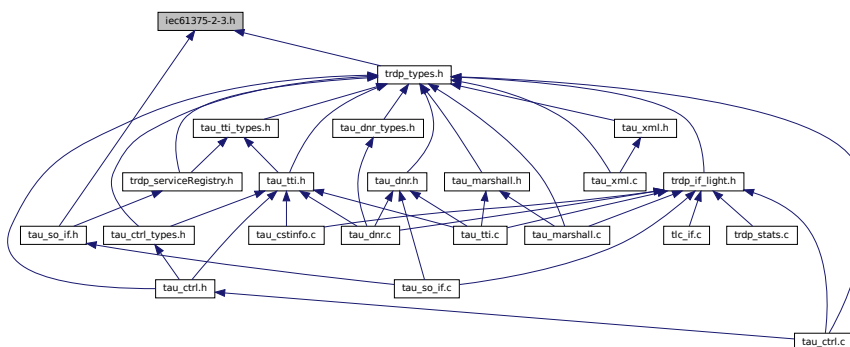 iec61375-2-3.h
trdp_types.h
tau_tti_types.h
tau_dnr_types.h
tau_xml.h
trdp_serviceRegistry.h
tau_tti.h
tau_dnr.h
tau_marshall.h
tau_xml.c
trdp_if_light.h
tau_so_if.h
tau_ctrl_types.h
tau_cstinfo.c
tau_dnr.c
tau_tti.c
tau_marshall.c
tlc_if.c
trdp_stats.c
tau_ctrl.h
tau_so_if.c
tau_ctrl.c